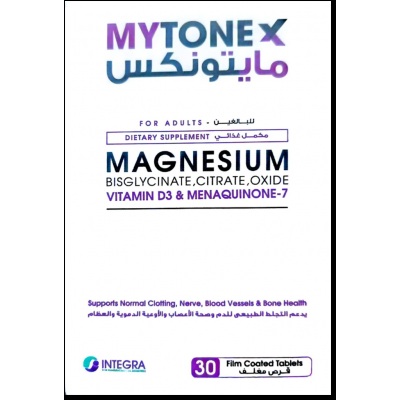 MYTONEX
مايتونكس
FOR ADULTS - للبالغين
DIETARY SUPPLEMENT مكمل غذائي
MAGNESIUM
BISGLYCINATE,CITRATE,OXIDE
VITAMIN D3 & MENAQUINONE-7
Supports Normal Clotting, Nerve, Blood Vessels & Bone Health
يدعم التجلط الطبيعي للدم وصحة الأعصاب والأوعية الدموية والعظام
INTEGRA
30 Film Coated Tablets
قرص مغلف